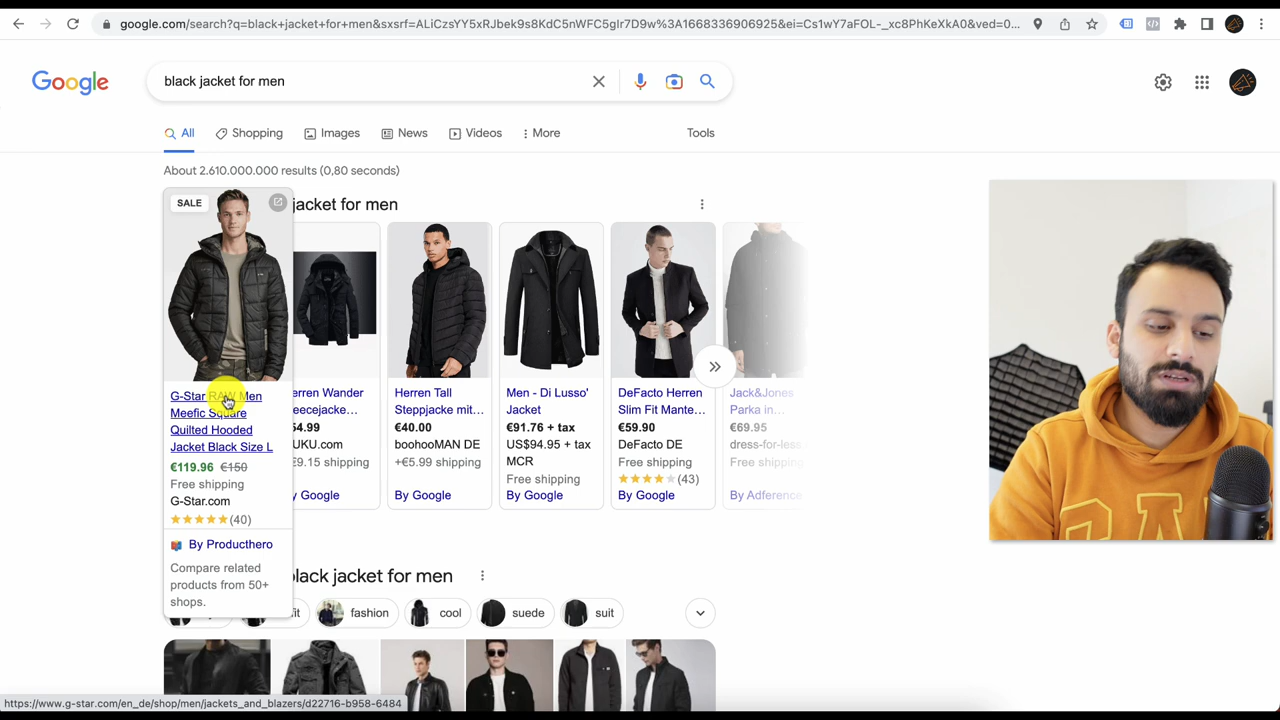 google.com/search?q=black+jacket+for+men&sxsrf=ALiCzsYY5xRJbek9s8KdC5nWFC5gIr7D9w%3A1668336906925&ei=Cs1wY7aFOL-_xc8PhKeXkA0&ved=0...
Google
black jacket for men
All
Shopping
Images
News
Videos
More
Tools
About 2.610.000.000 results (0,80 seconds)
SALE
jacket for men
G-Star RAW Men
Meefic Square
Quilted Hooded
Jacket Black Size L
€119.96 €150
Free shipping
G-Star.com
(40)
By Producthero
Compare related
products from 50+
shops.
erren Wander
eecejacke...
54.99
UKU.com
€9.15 shipping
y Google
Herren Tall
Steppjacke mit...
€40.00
boohooMAN DE
+€5.99 shipping
By Google
Men - Di Lusso'
Jacket
€91.76 + tax
US$94.95 + tax
MCR
Free shipping
By Google
DeFacto Herren
Slim Fit Mante...
€59.90
DeFacto DE
Free shipping
(43)
By Google
Jack&Jones
Parka in...
€69.95
dress-for-less
Free shipping
By Adference
black jacket for men
fit
fashion
cool
suede
suit
https://www.g-star.com/en_de/shop/men/jackets_and_blazers/d22716-b958-6484